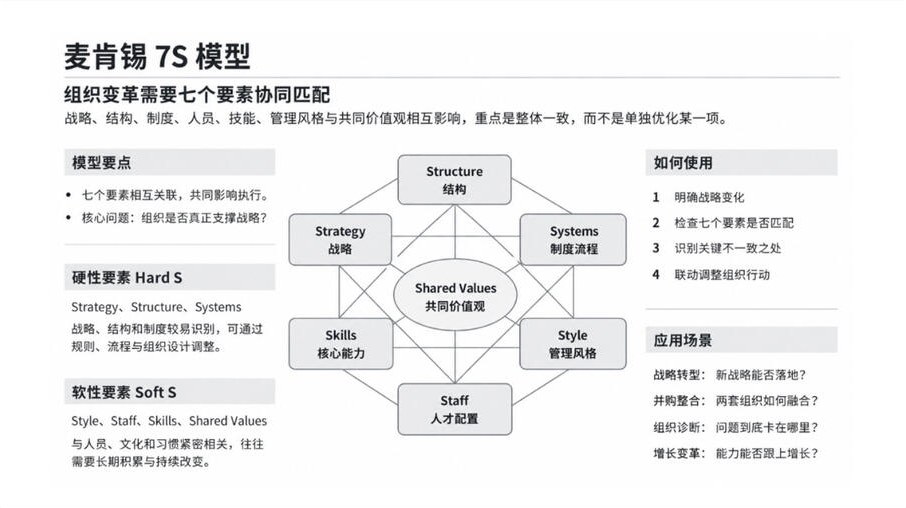 麦肯锡 7S 模型
组织变革需要七个要素协同匹配
战略、结构、制度、人员、技能、管理风格与共同价值观相互影响，重点是整体一致，而不是单独优化某一项。
模型要点
• 七个要素相互关联，共同影响执行。
• 核心问题：组织是否真正支撑战略？
硬性要素 Hard S
Strategy、Structure、Systems
战略、结构和制度较易识别，可通过
规则、流程与组织设计调整。
软性要素 Soft S
Style、Staff、Skills、Shared Values
与人员、文化和习惯紧密相关，往往
需要长期积累与持续改变。
Structure
结构
Strategy
战略
Systems
制度流程
Shared Values
共同价值观
Skills
核心能力
Style
管理风格
Staff
人才配置
如何使用
1 明确战略变化
2 检查七个要素是否匹配
3 识别关键不一致之处
4 联动调整组织行动
应用场景
战略转型： 新战略能否落地？
并购整合： 两套组织如何融合？
组织诊断： 问题到底卡在哪里？
增长变革： 能力能否跟上增长？